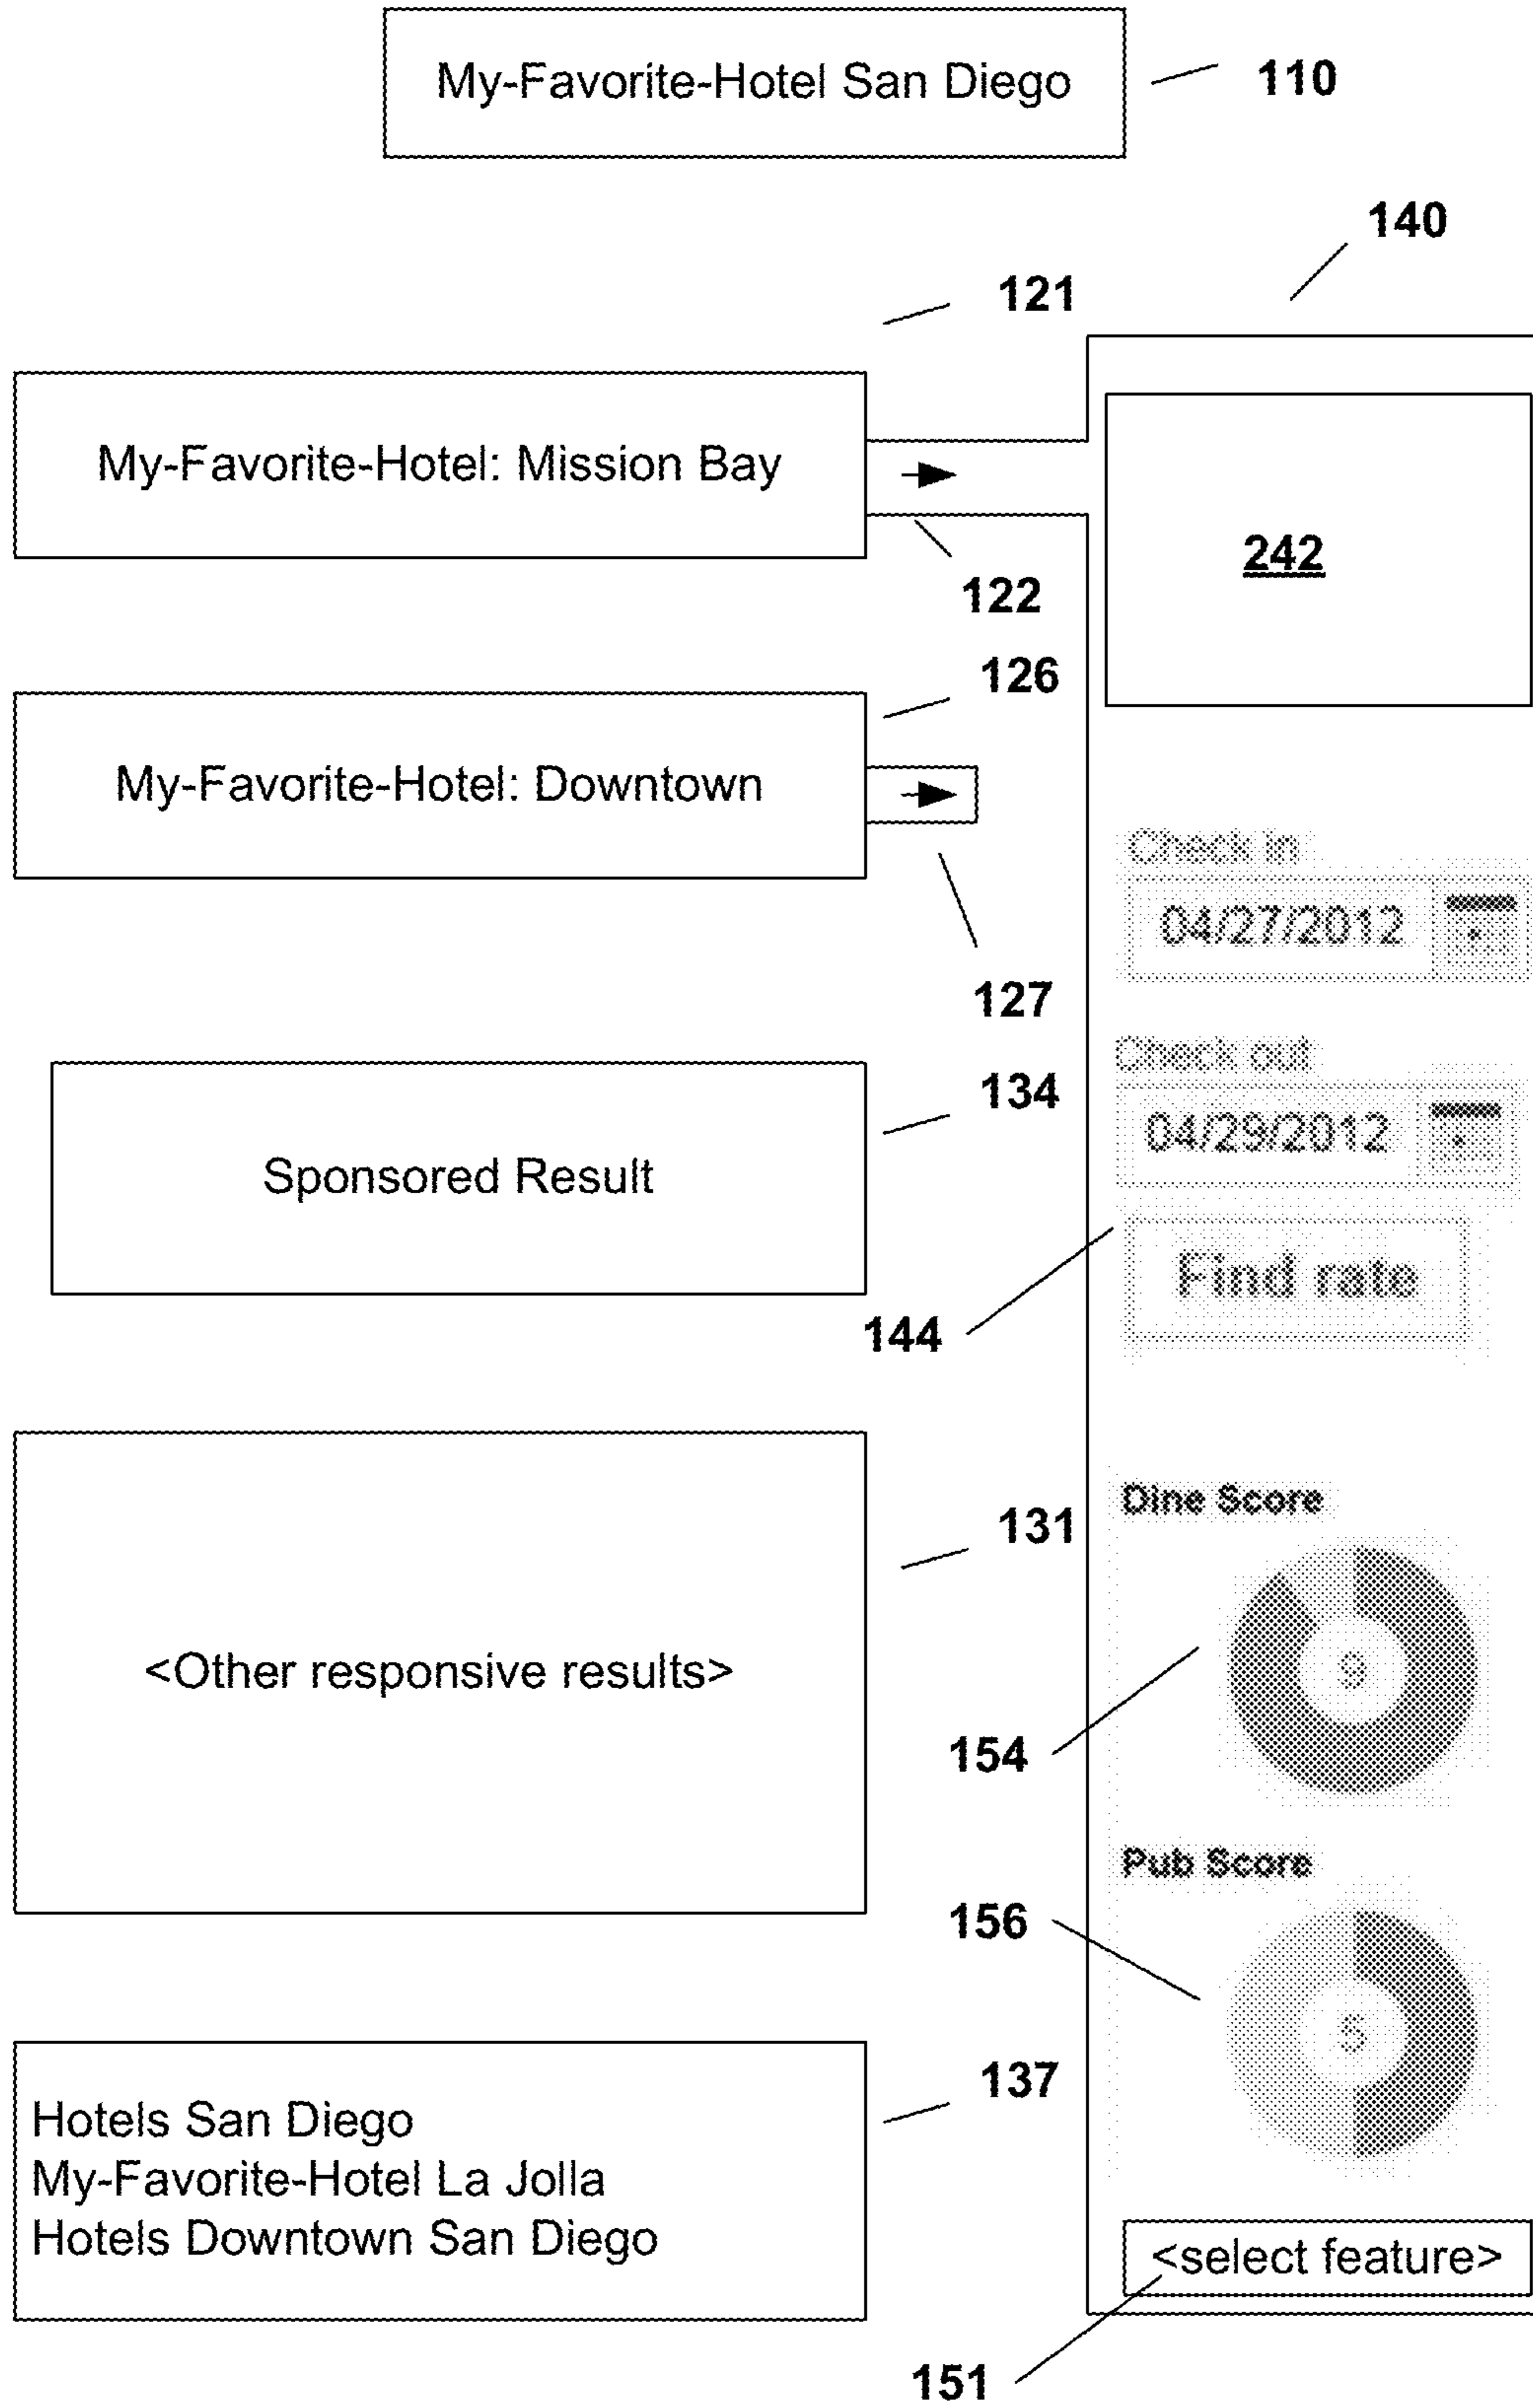 My-Favorite-Hotel San Diego
110
140
121
My-Favorite-Hotel: Mission Bay
242
122
126
My-Favorite-Hotel: Downtown
Check in
04/27/2012
127
Check out
134
04/29/2012
Sponsored Result
Find rate
144
Dine Score
131
<Other responsive results>
9
154
Pub Score
156
5
137
Hotels San Diego
My-Favorite-Hotel La Jolla
Hotels Downtown San Diego
<select feature>
151